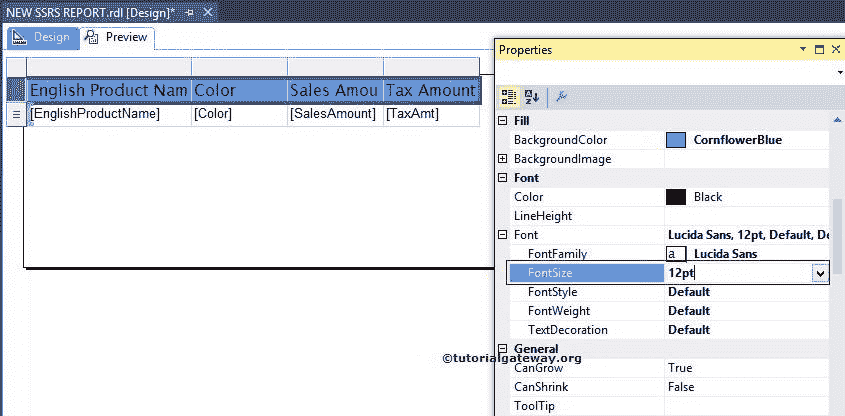 NEW SSRS REPORT.rdl [Design]*
Design Preview
English Product Nam Color Sales Amou Tax Amount
[EnglishProductName] [Color] [SalesAmount] [TaxAmt]
Properties
Fill
BackgroundColor CornflowerBlue
BackgroundImage
Font
Color Black
LineHeight
Font Lucida Sans, 12pt, Default, De
FontFamily a Lucida Sans
FontSize 12pt
FontStyle Default
FontWeight Default
TextDecoration Default
General
©tutorialgateway.org
CanGrow True
CanShrink False
ToolTip